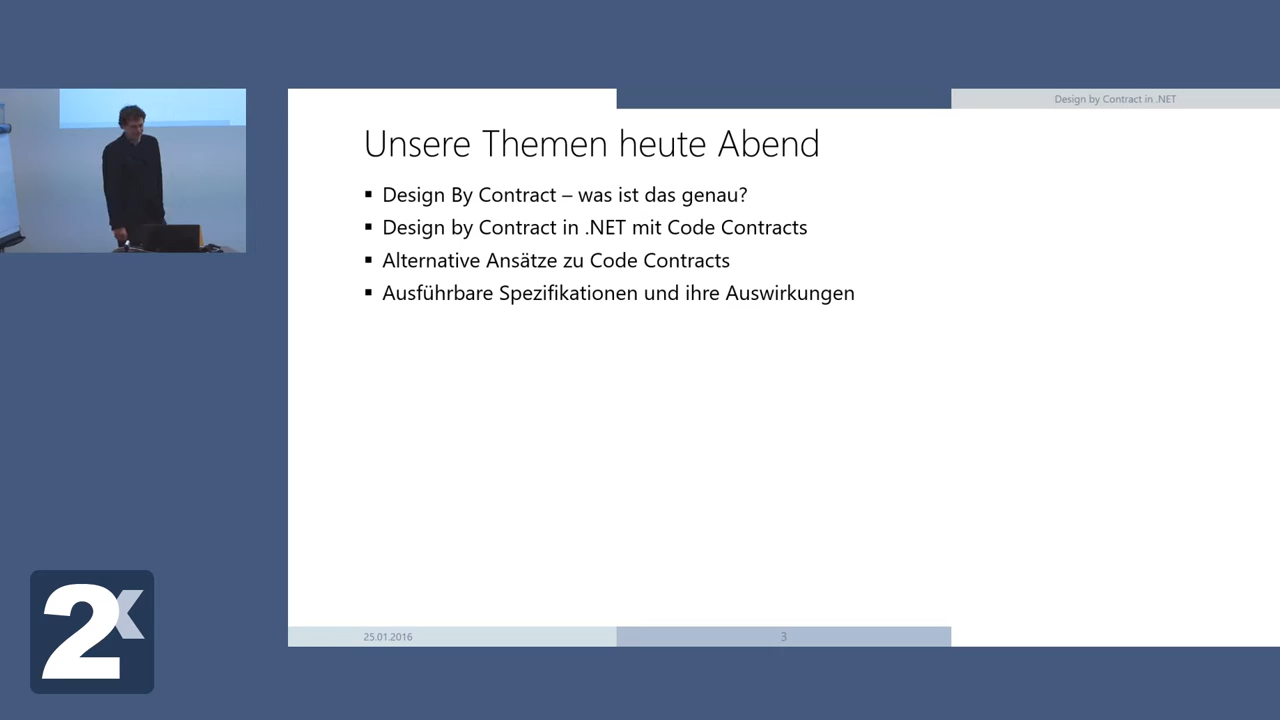 Design by Contract in .NET
Unsere Themen heute Abend
▪ Design By Contract – was ist das genau?
▪ Design by Contract in .NET mit Code Contracts
▪ Alternative Ansätze zu Code Contracts
▪ Ausführbare Spezifikationen und ihre Auswirkungen
25.01.2016
3
2x